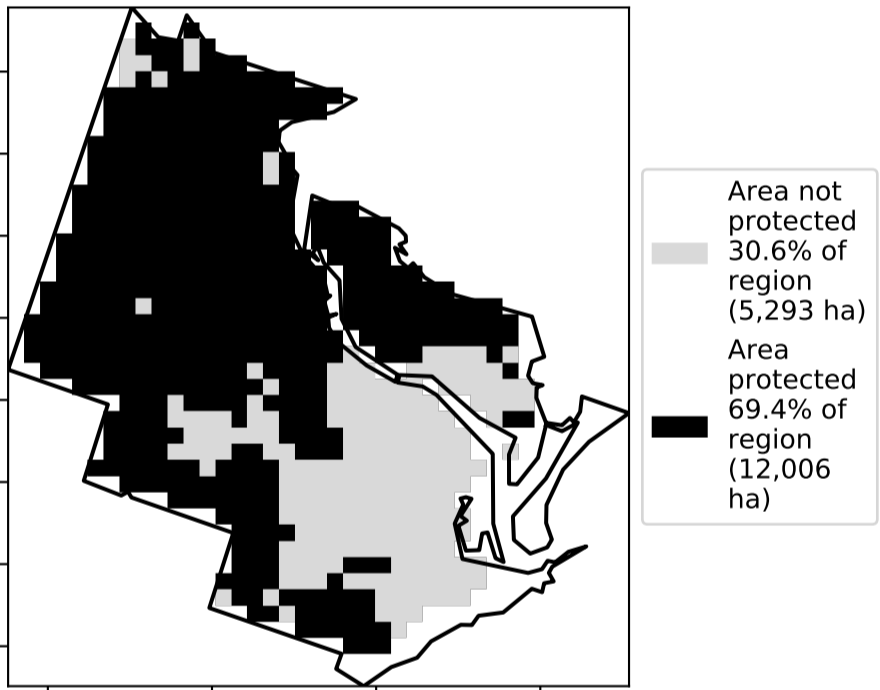 Area not
protected
30.6% of
region
(5,293 ha)
Area
protected
69.4% of
region
(12,006
ha)